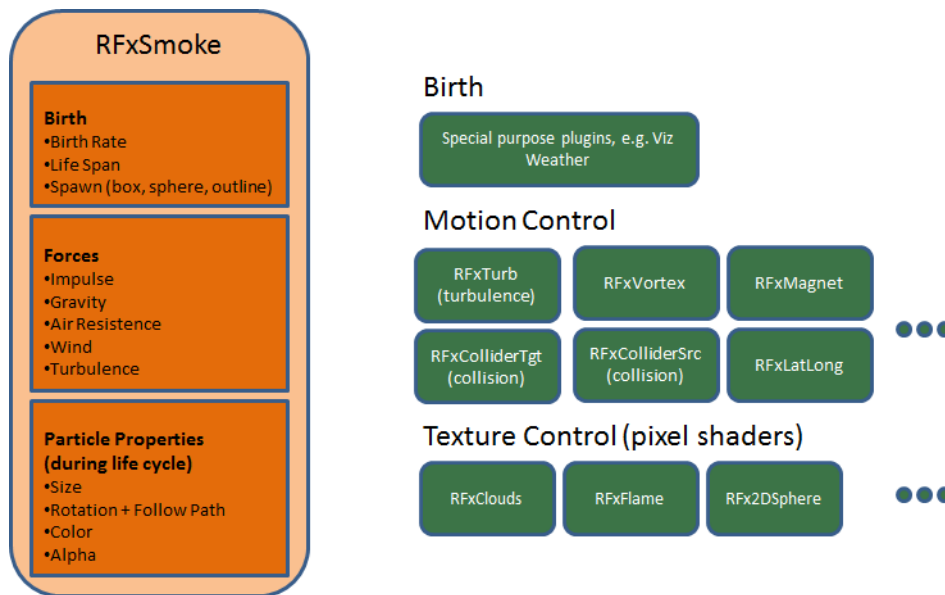 RFxSmoke
Birth
•Birth Rate
•Life Span
•Spawn (box, sphere, outline)
Forces
•Impulse
•Gravity
•Air Resistence
•Wind
•Turbulence
Particle Properties
(during life cycle)
•Size
•Rotation + Follow Path
•Color
•Alpha
Birth
Special purpose plugins, e.g. Viz
Weather
Motion Control
RFxTurb
(turbulence)
RFxVortex
RFxMagnet
RFxColliderTgt
(collision)
RFxColliderSrc
(collision)
RFxLatLong
Texture Control (pixel shaders)
RFxClouds
RFxFlame
RFx2DSphere